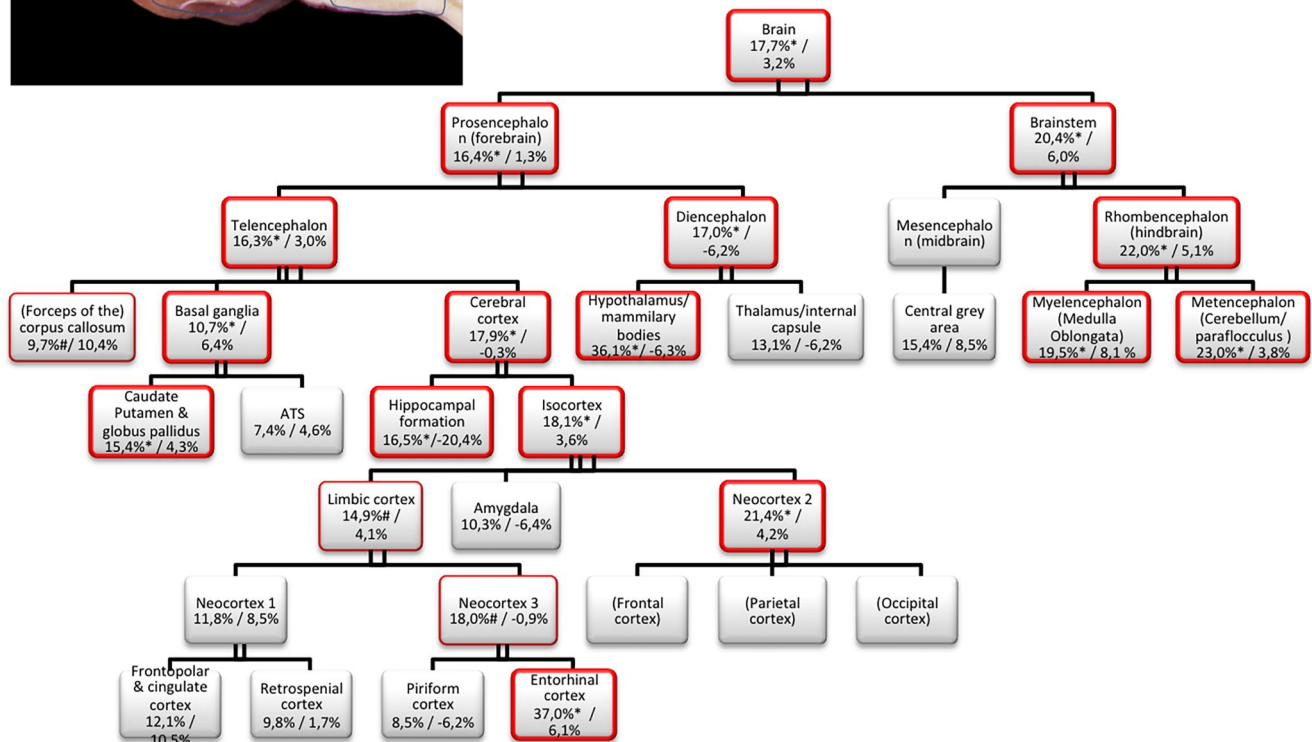 Brain
17,7%* /
3,2%
Prosencephalo
n (forebrain)
16,4%* / 1,3%
Brainstem
20,4%* /
6,0%
Telencephalon
16,3%* / 3,0%
Diencephalon
17,0%* /
-6,2%
Mesencephalo
n (midbrain)
Rhombencephalon
(hindbrain)
22,0%* / 5,1%
(Forceps of the)
corpus callosum
9,7%#/ 10,4%
Basal ganglia
10,7%* /
6,4%
Cerebral
cortex
17,9%* /
-0,3%
Hypothalamus/
mammilary
bodies
36,1%* / -6,3%
Thalamus/internal
capsule
13,1% / -6,2%
Central grey
area
15,4% / 8,5%
Myelencephalon
(Medulla
Oblongata)
19,5%* / 8,1 %
Metencephalon
(Cerebellum/
paraflocculus )
23,0%* / 3,8%
Caudate
Putamen &
globus pallidus
15,4%* / 4,3%
ATS
7,4% / 4,6%
Hippocampal
formation
16,5%*/-20,4%
Isocortex
18,1%* /
3,6%
Limbic cortex
14,9%# /
4,1%
Amygdala
10,3% / -6,4%
Neocortex 2
21,4%* /
4,2%
Neocortex 1
11,8% / 8,5%
Neocortex 3
18,0%# / -0,9%
(Frontal
cortex)
(Parietal
cortex)
(Occipital
cortex)
Frontopolar
& cingulate
cortex
12,1% /
10,5%
Retrospenial
cortex
9,8% / 1,7%
Piriform
cortex
8,5% / -6,2%
Entorhinal
cortex
37,0%* /
6,1%